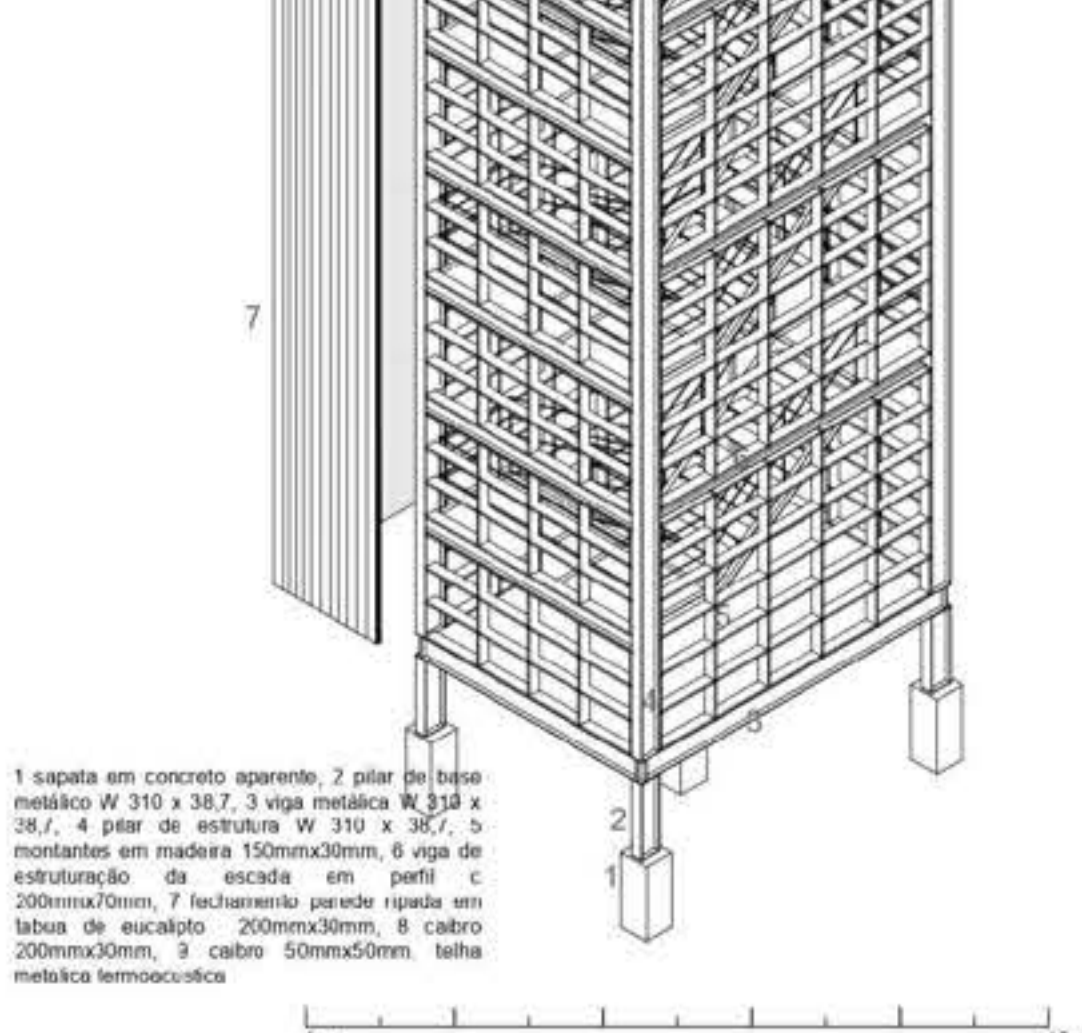 7
4
3
2
1
5
6
1 sapata em concreto aparente, 2 pilar de base
metálico W 310 x 38,7, 3 viga metálica W 310 x
38,7, 4 pilar de estrutura W 310 x 38,7, 5
montantes em madeira 150mmx30mm, 6 viga de
estruturação da escada em perfil c
200mmx70mm, 7 fechamento parede ripada em
tabua de eucalipto 200mmx30mm, 8 caibro
200mmx30mm, 9 caibro 50mmx50mm telha
metalica termoacustica